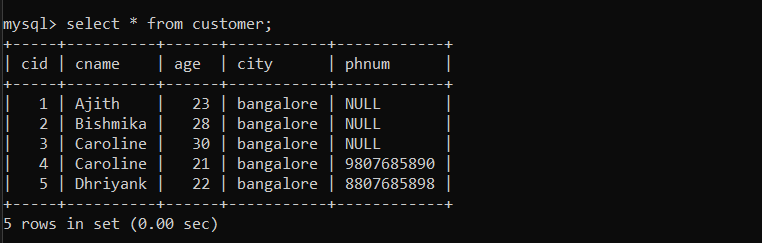 mysql> select * from customer;
+-----+----------+------+-----------+------------+
| cid | cname    | age  | city      | phnum      |
+-----+----------+------+-----------+------------+
|   1 | Ajith    |   23 | bangalore | NULL       |
|   2 | Bishmika |   28 | bangalore | NULL       |
|   3 | Caroline |   30 | bangalore | NULL       |
|   4 | Caroline |   21 | bangalore | 9807685890 |
|   5 | Dhriyank |   22 | bangalore | 8807685898 |
+-----+----------+------+-----------+------------+
5 rows in set (0.00 sec)